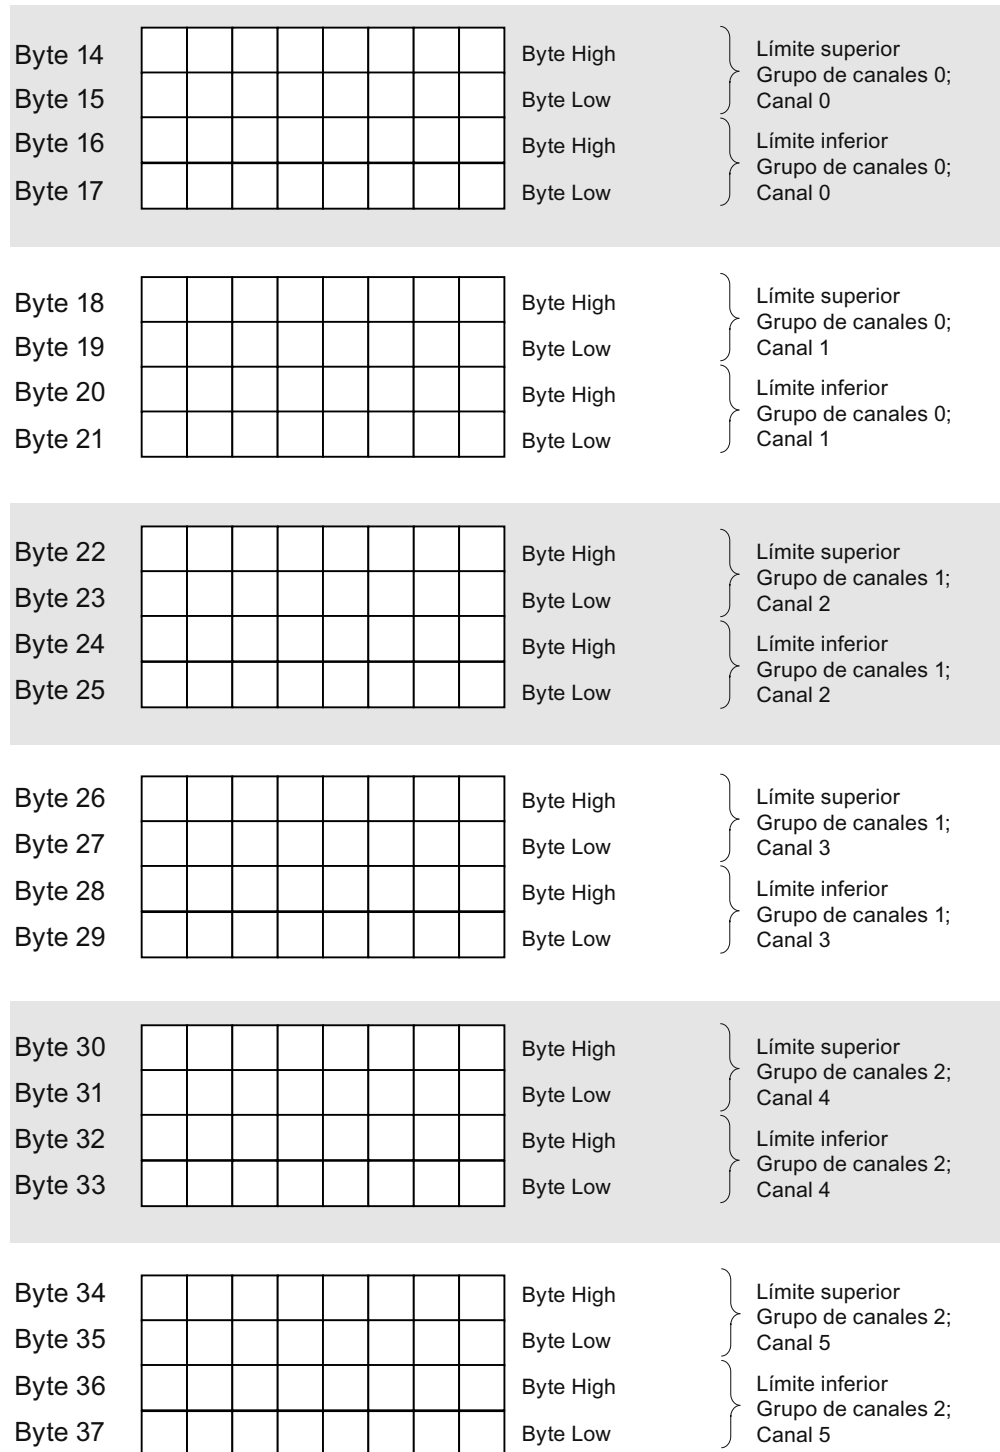 Byte 14 Byte High Límite superior
Grupo de canales 0;
Byte 15 Byte Low Canal 0
Byte 16 Byte High Límite inferior
Grupo de canales 0;
Byte 17 Byte Low Canal 0
Byte 18 Byte High Límite superior
Grupo de canales 0;
Byte 19 Byte Low Canal 1
Byte 20 Byte High Límite inferior
Grupo de canales 0;
Byte 21 Byte Low Canal 1
Byte 22 Byte High Límite superior
Grupo de canales 1;
Byte 23 Byte Low Canal 2
Byte 24 Byte High Límite inferior
Grupo de canales 1;
Byte 25 Byte Low Canal 2
Byte 26 Byte High Límite superior
Grupo de canales 1;
Byte 27 Byte Low Canal 3
Byte 28 Byte High Límite inferior
Grupo de canales 1;
Byte 29 Byte Low Canal 3
Byte 30 Byte High Límite superior
Grupo de canales 2;
Byte 31 Byte Low Canal 4
Byte 32 Byte High Límite inferior
Grupo de canales 2;
Byte 33 Byte Low Canal 4
Byte 34 Byte High Límite superior
Grupo de canales 2;
Byte 35 Byte Low Canal 5
Byte 36 Byte High Límite inferior
Grupo de canales 2;
Byte 37 Byte Low Canal 5